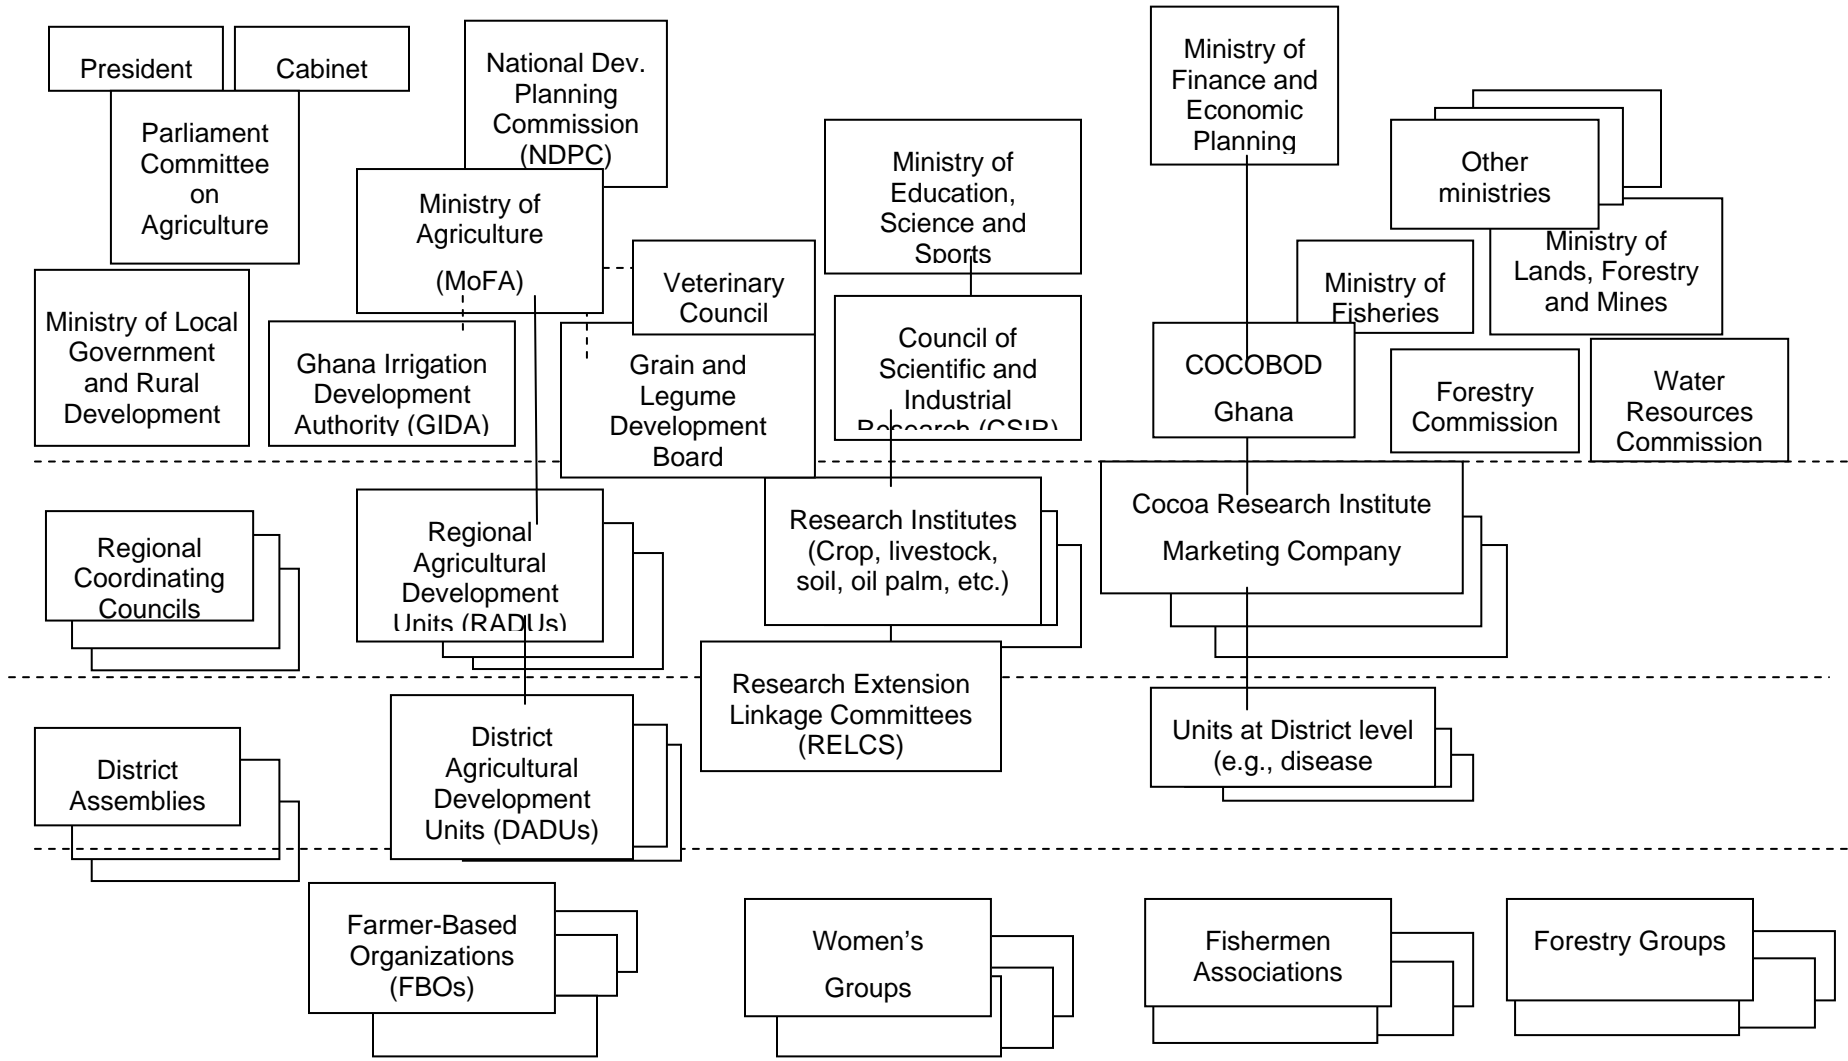 President
Cabinet
National Dev.
Planning
Commission
(NDPC)
Ministry of
Finance and
Economic
Planning
Parliament
Committee
on
Agriculture
Ministry of
Agriculture
(MoFA)
Ministry of
Education,
Science and
Sports
Other
ministries
Ministry of
Lands, Forestry
and Mines
Ministry of
Fisheries
Veterinary
Council
Ministry of Local
Government
and Rural
Development
Ghana Irrigation
Development
Authority (GIDA)
Grain and
Legume
Development
Board
Council of
Scientific and
Industrial
Research (CSIR)
COCOBOD
Ghana
Forestry
Commission
Water
Resources
Commission
Regional
Coordinating
Councils
Regional
Agricultural
Development
Units (RADUs)
Research Institutes
(Crop, livestock,
soil, oil palm, etc.)
Cocoa Research Institute
Marketing Company
Research Extension
Linkage Committees
(RELCS)
District
Assemblies
District
Agricultural
Development
Units (DADUs)
Units at District level
(e.g., disease
Farmer-Based
Organizations
(FBOs)
Women’s
Groups
Fishermen
Associations
Forestry Groups